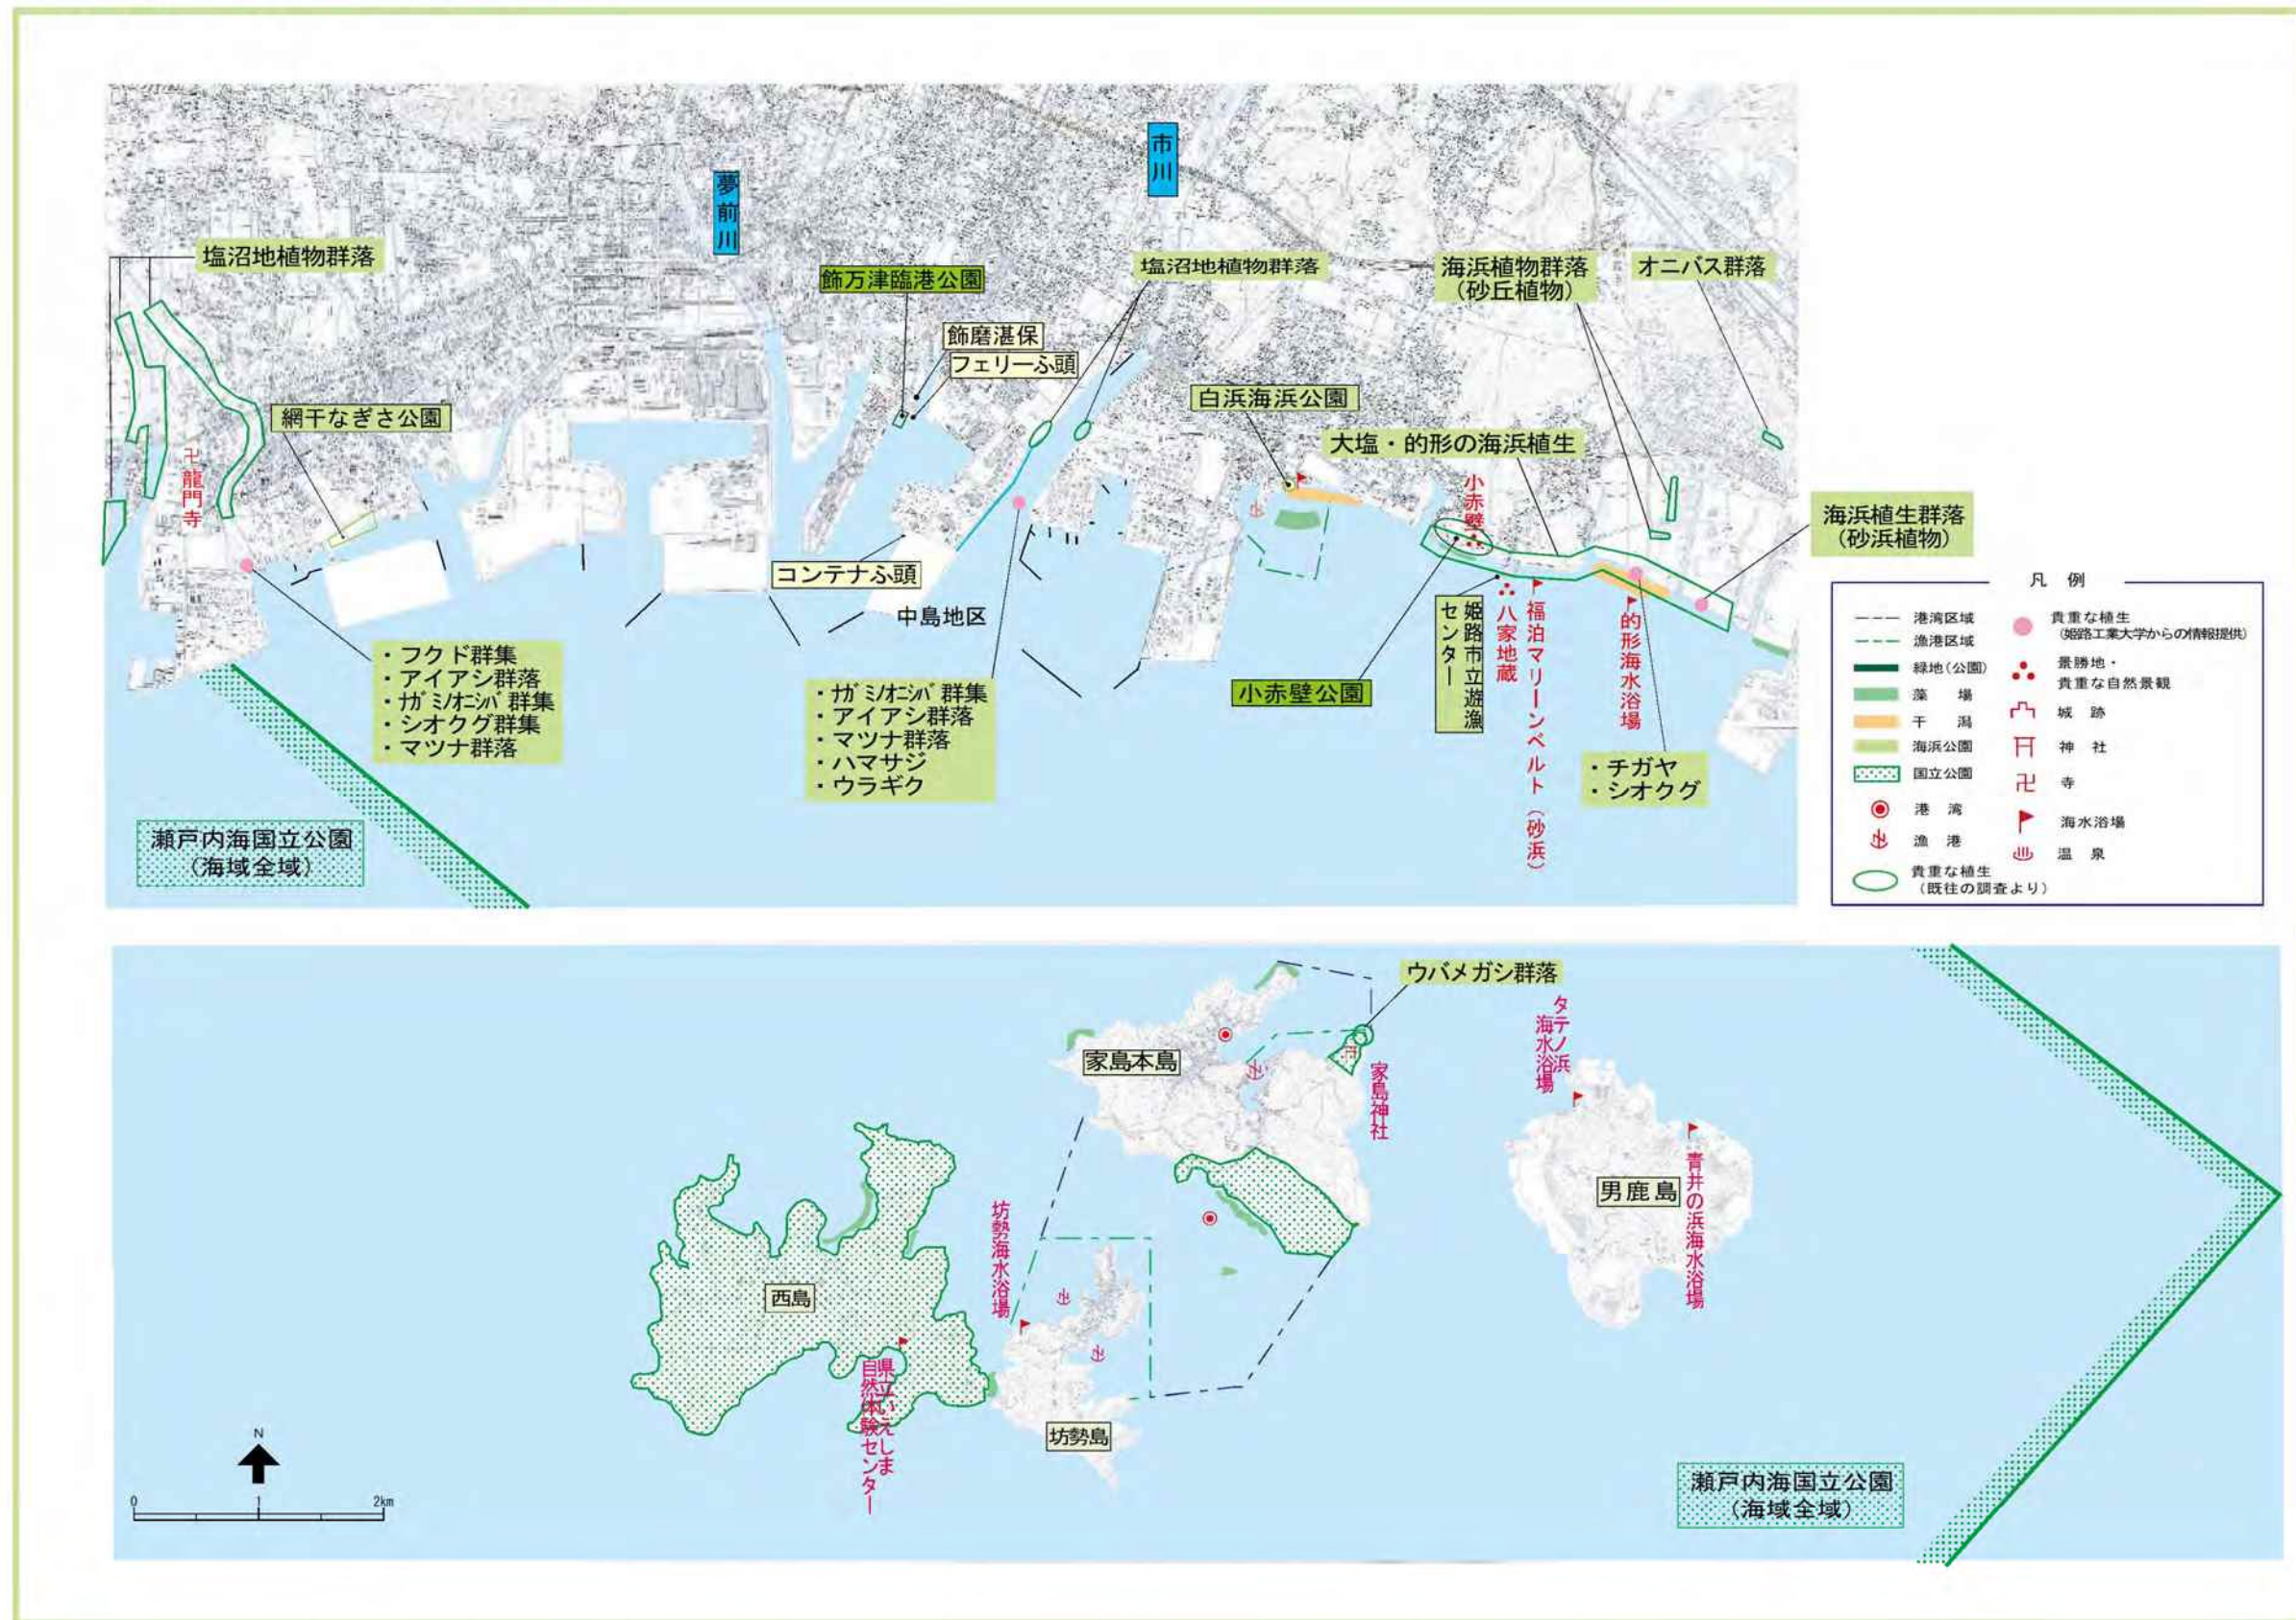 市川
夢前川
塩沼地植物群落
飾万津臨港公園
塩沼地植物群落
海浜植物群落
(砂丘植物)
オニバス群落
飾磨湛保
フェリーふ頭
網干なぎさ公園
白浜海浜公園
大塩・的形の海浜植生
卍龍門寺
小赤壁
海浜植生群落
(砂浜植物)
コンテナふ頭
中島地区
・フクド群集
・アイアシ群落
・ナガミノオニシバ群集
・シオクグ群集
・マツナ群落
・ナガミノオニシバ群集
・アイアシ群落
・マツナ群落
・ハマサジ
・ウラギク
小赤壁公園
姫路市立遊漁
センター
八家地蔵
福泊マリーンベルト(砂浜)
的形海水浴場
・チガヤ
・シオクグ
瀬戸内海国立公園
(海域全域)
凡 例
港湾区域
漁港区域
緑地(公園)
藻 場
干 潟
海浜公園
国立公園
港 湾
漁 港
貴重な植生
(既往の調査より)
貴重な植生
(姫路工業大学からの情報提供)
景勝地・
貴重な自然景観
城 跡
神 社
寺
海水浴場
温 泉
ウバメガシ群落
タテノ浜
海水浴場
家島本島
家島神社
男鹿島
青井の浜海水浴場
坊勢海水浴場
西島
県立いえしま
自然体験センター
坊勢島
瀬戸内海国立公園
(海域全域)
N
0 1 2km